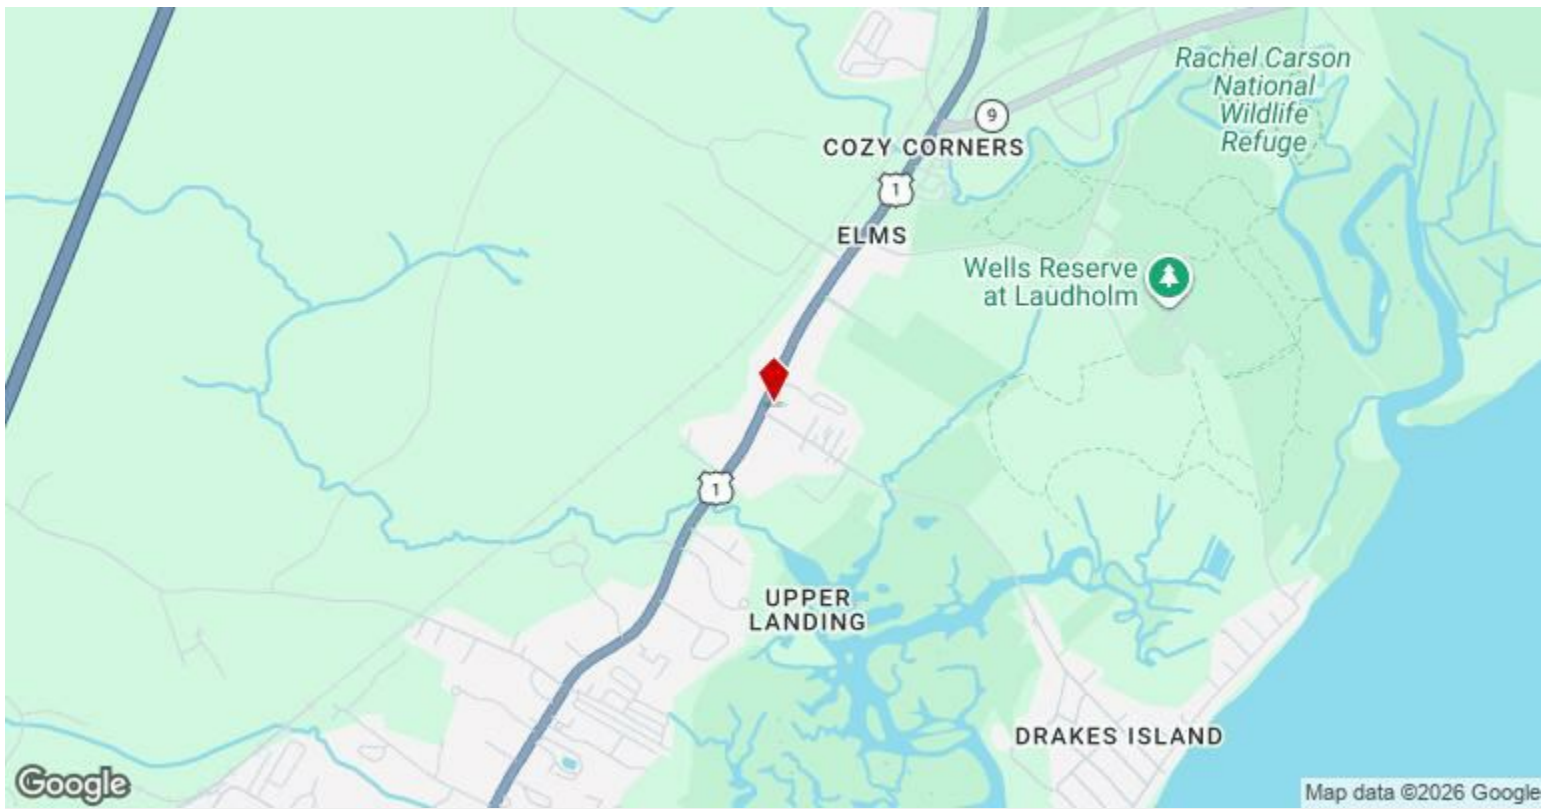 Rachel Carson
National
Wildlife
Refuge
9
COZY CORNERS
1
ELMS
Wells Reserve
at Laudholm
1
UPPER
LANDING
DRAKES ISLAND
Google
Map data ©2026 Google